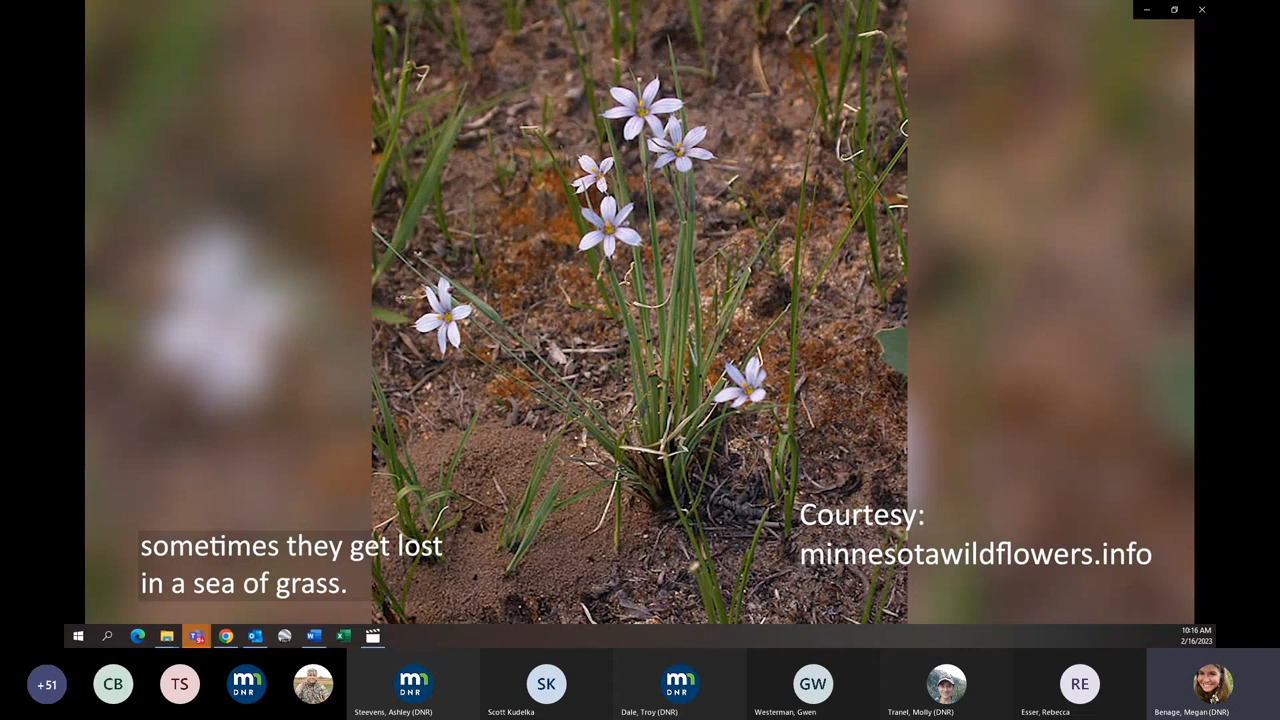 sometimes they get lost
in a sea of grass.
Courtesy:
minnesotawildflowers.info
10:16 AM
2/16/2023
+51
CB
TS
DNR
DNR
Steevens, Ashley (DNR)
SK
Scott Kudelka
DNR
Dale, Troy (DNR)
GW
Westerman, Gwen
Tranel, Molly (DNR)
RE
Esser, Rebecca
Benage, Megan (DNR)